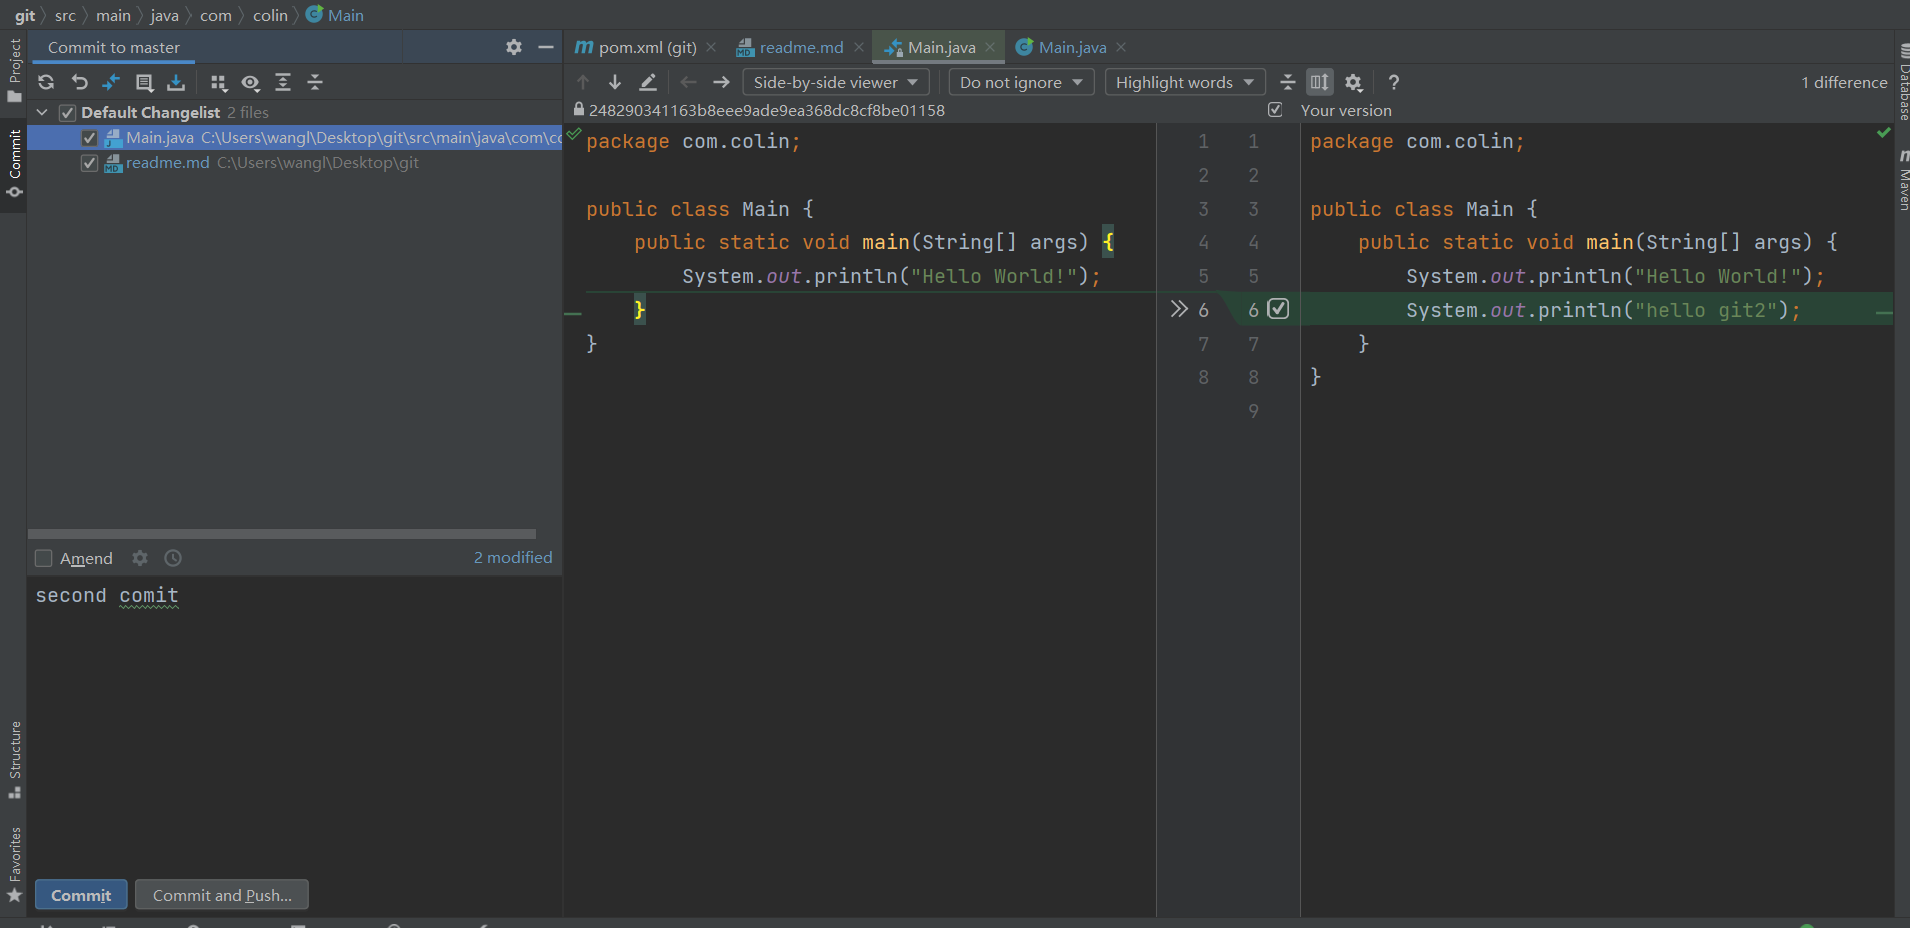 git src main java com colin Main
Project
Commit
Structure
Favorites
Commit to master
Default Changelist 2 files
Main.java C:\Users\wangl\Desktop\git\src\main\java\com\co
readme.md C:\Users\wangl\Desktop\git
Amend 2 modified
second comit
Commit Commit and Push...
pom.xml (git) readme.md Main.java Main.java
Side-by-side viewer Do not ignore Highlight words ? 1 difference
248290341163b8eee9ade9ea368dc8cf8be01158
package com.colin;
public class Main {
public static void main(String[] args) {
System.out.println("Hello World!");
}
}
1 1
2 2
3 3
4 4
5 5
6 6
7 7
8 8
9
Your version
package com.colin;
public class Main {
public static void main(String[] args) {
System.out.println("Hello World!");
System.out.println("hello git2");
}
}
Database
Maven